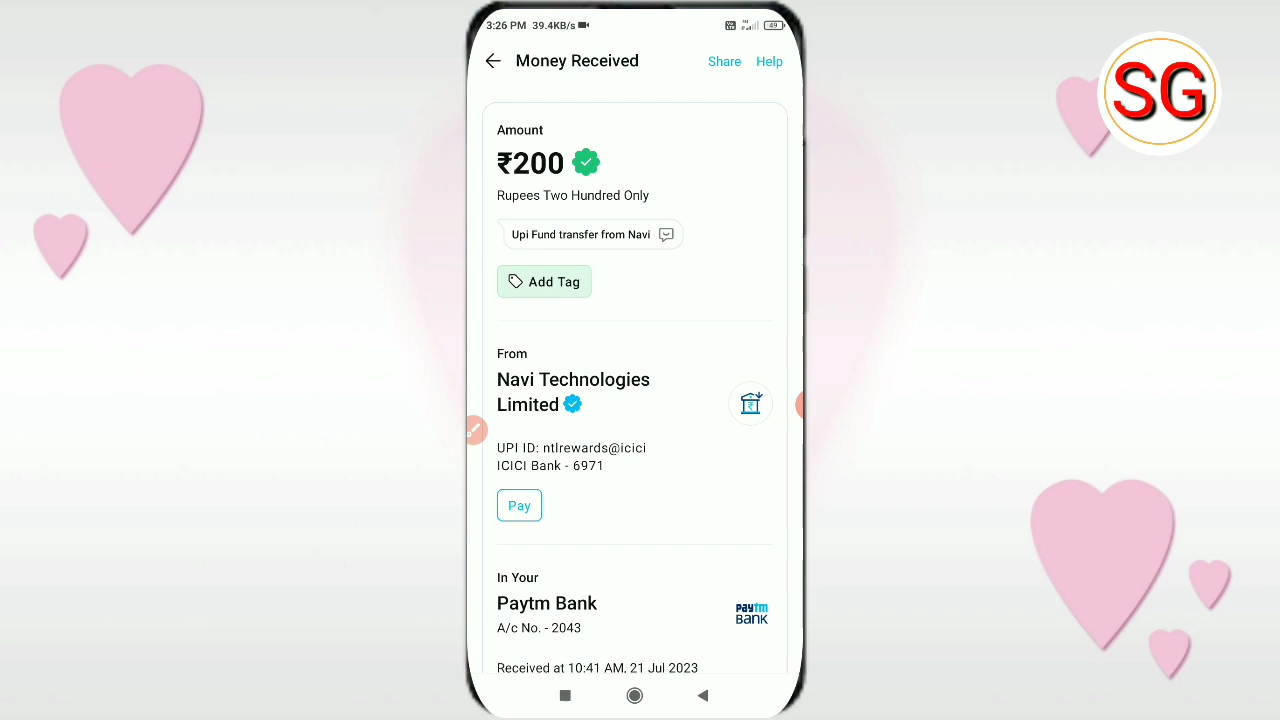 3:26 PM 39.4KB/s
49
SG
Money Received
Share Help
Amount
₹200
Rupees Two Hundred Only
Upi Fund transfer from Navi
Add Tag
From
Navi Technologies
Limited
UPI ID: ntlrewards@icici
ICICI Bank - 6971
Pay
In Your
Paytm Bank
paytm
BANK
A/c No. - 2043
Received at 10:41 AM, 21 Jul 2023